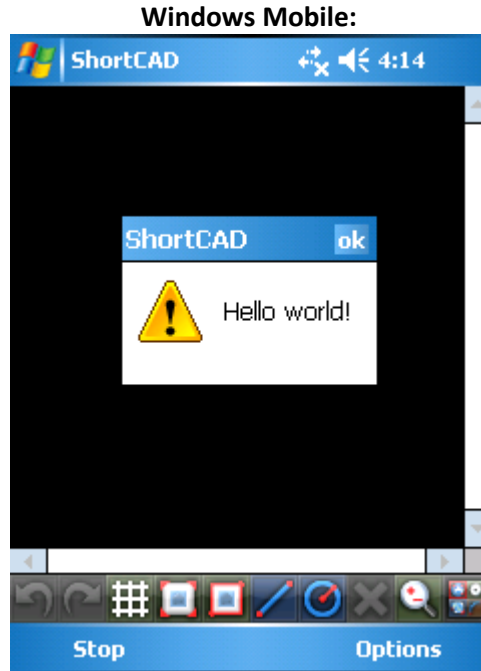 Windows Mobile:
ShortCAD 4:14
ShortCAD ok
Hello world!
Stop Options